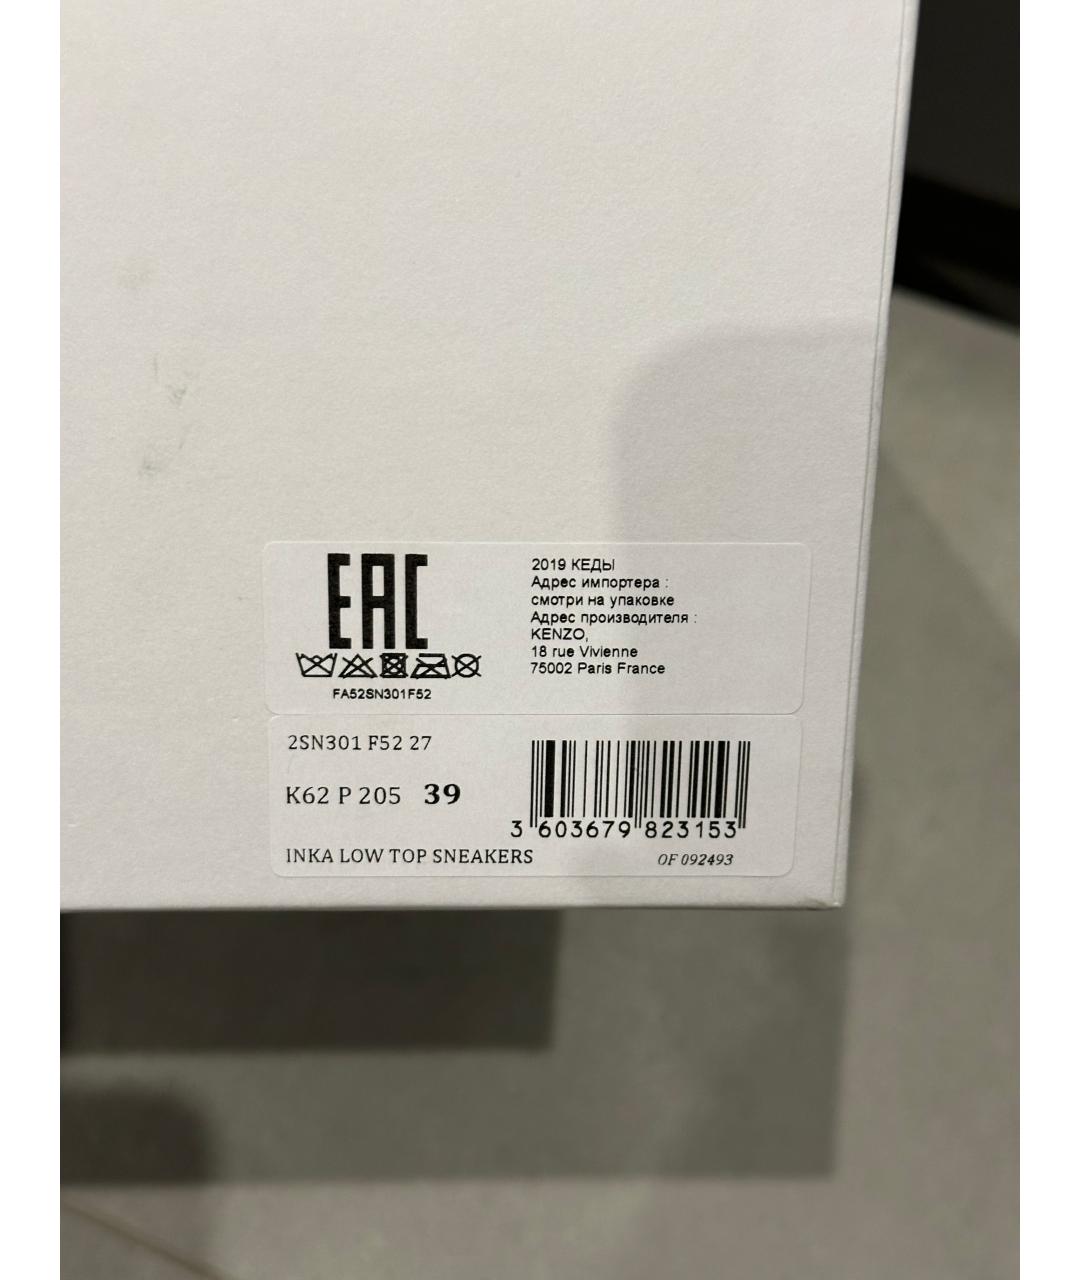 EAC
FA52SN301F52
2019 КЕДЫ
Адрес импортера :
смотри на упаковке
Адрес производителя :
KENZO,
18 rue Vivienne
75002 Paris France
2SN301 F52 27
K62 P 205 39
3 603679 823153
INKA LOW TOP SNEAKERS
OF 092493